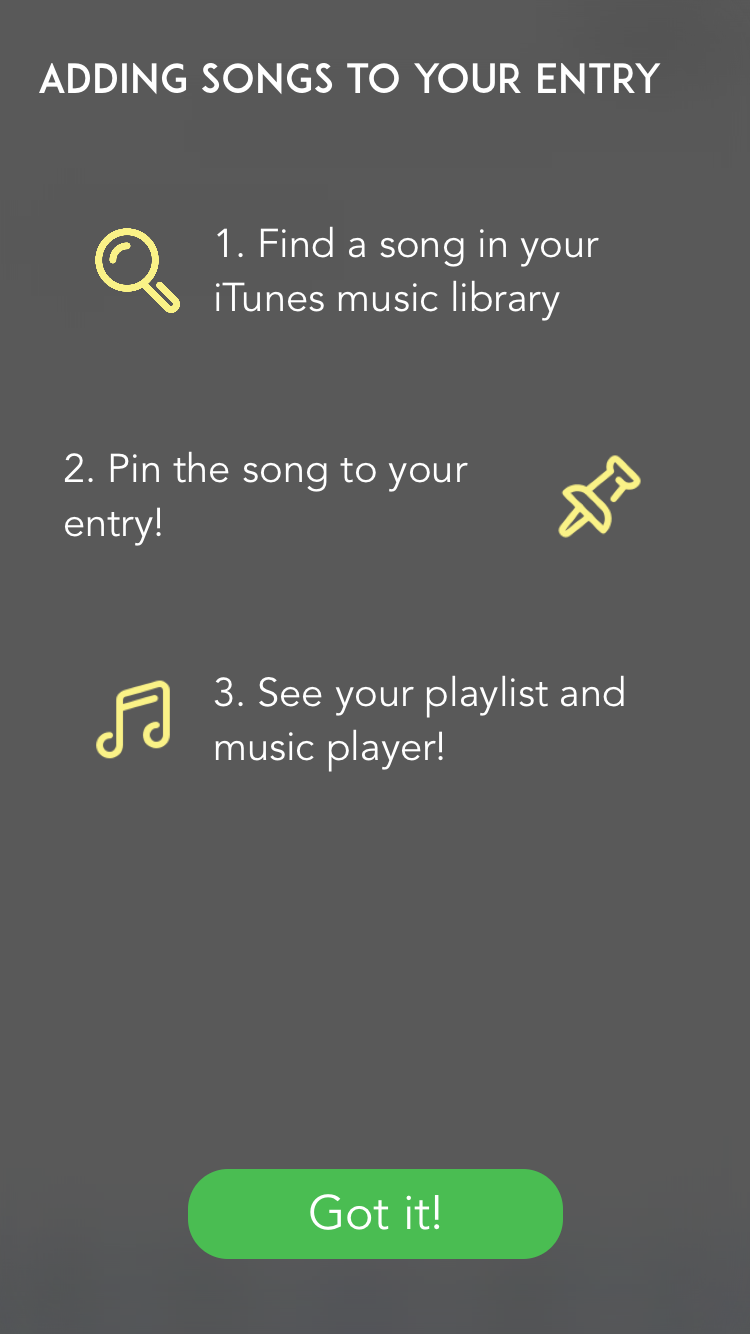 ADDING SONGS TO YOUR ENTRY
1. Find a song in your
iTunes music library
2. Pin the song to your
entry!
3. See your playlist and
music player!
Got it!